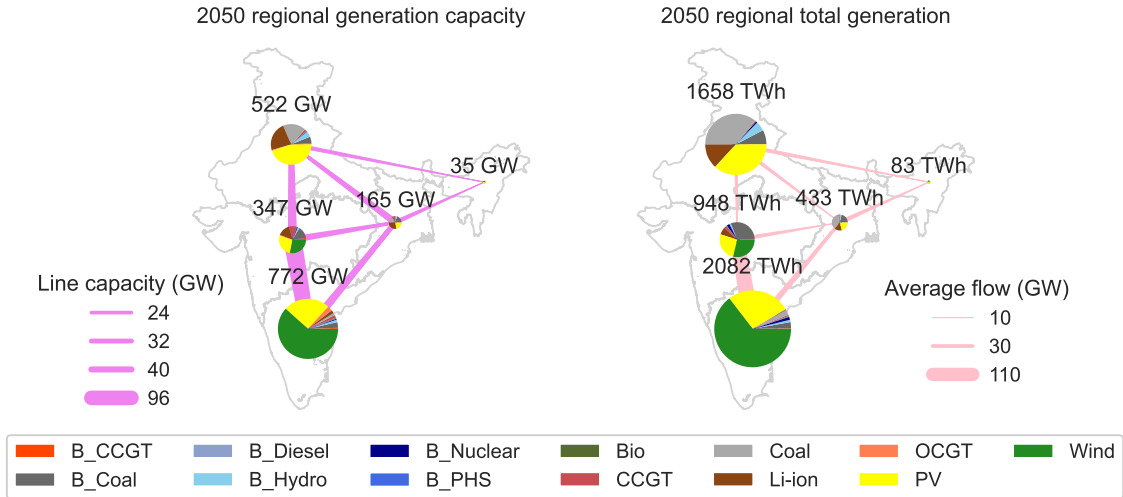 2050 regional generation capacity
522 GW
35 GW
165 GW
347 GW
772 GW
Line capacity (GW)
24
32
40
96
2050 regional total generation
1658 TWh
83 TWh
433 TWh
948 TWh
2082 TWh
Average flow (GW)
10
30
110
B_CCGT
B_Diesel
B_Nuclear
Bio
Coal
OCGT
Wind
B_Coal
B_Hydro
B_PHS
CCGT
Li-ion
PV